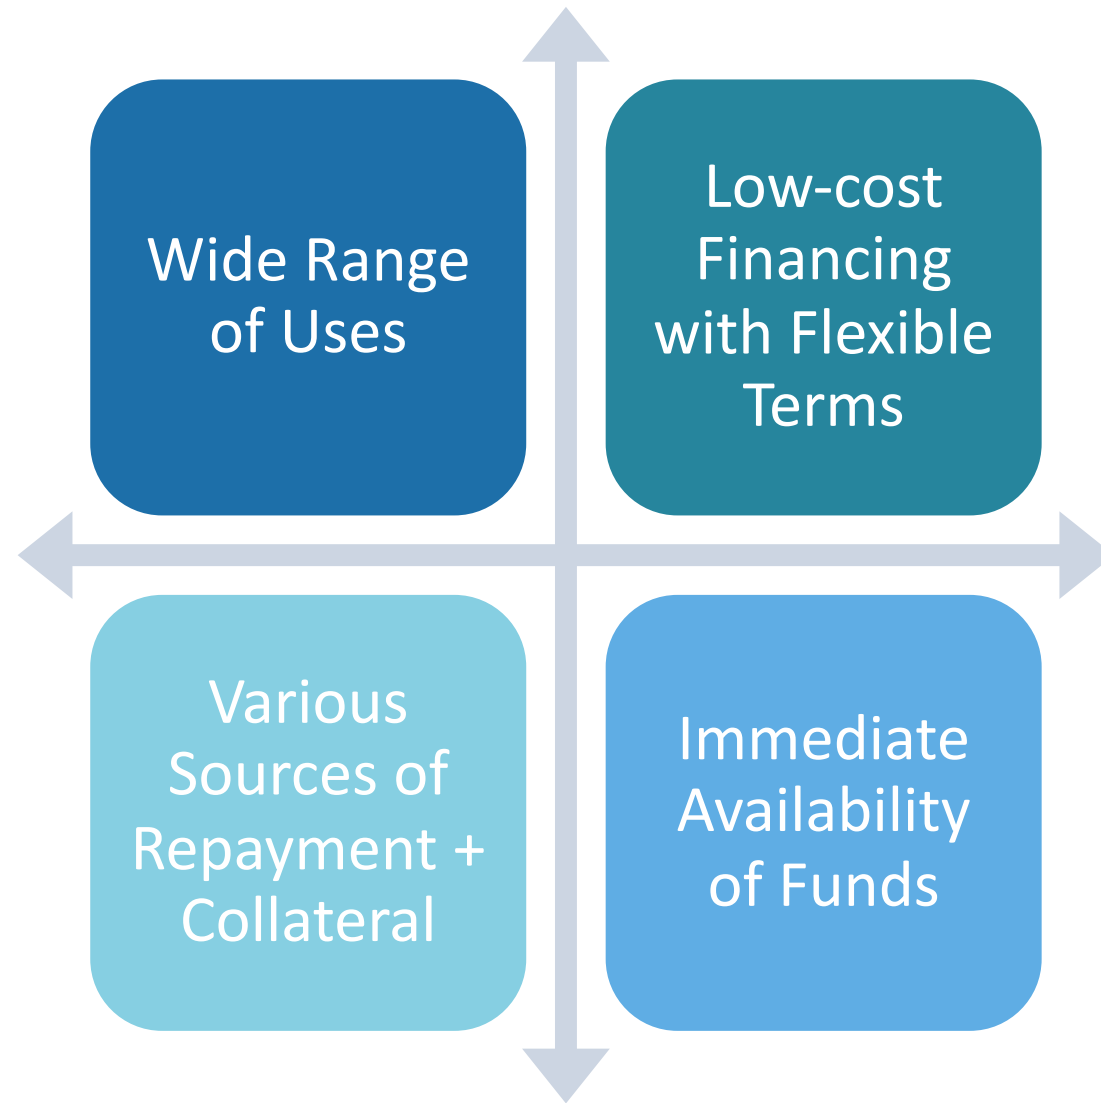 Wide Range
of Uses
Low-cost
Financing
with Flexible
Terms
Various
Sources of
Repayment +
Collateral
Immediate
Availability
of Funds